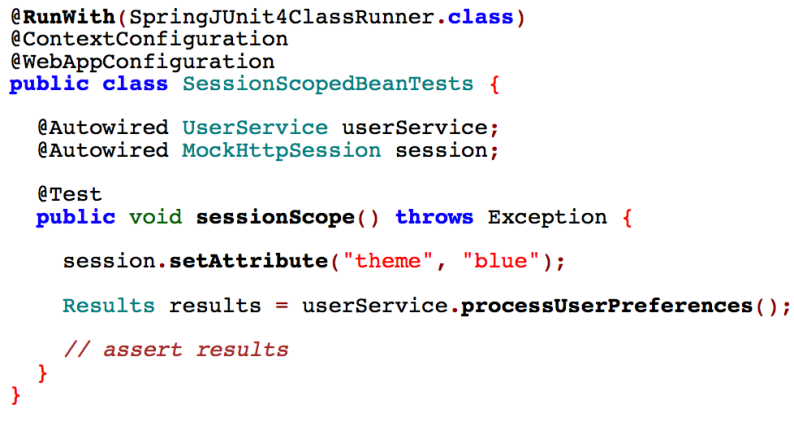 @RunWith(SpringJUnit4ClassRunner.class)
@ContextConfiguration
@WebAppConfiguration
public class SessionScopedBeanTests {
@Autowired UserService userService;
@Autowired MockHttpSession session;
@Test
public void sessionScope() throws Exception {
session.setAttribute("theme", "blue");
Results results = userService.processUserPreferences();
// assert results
}
}